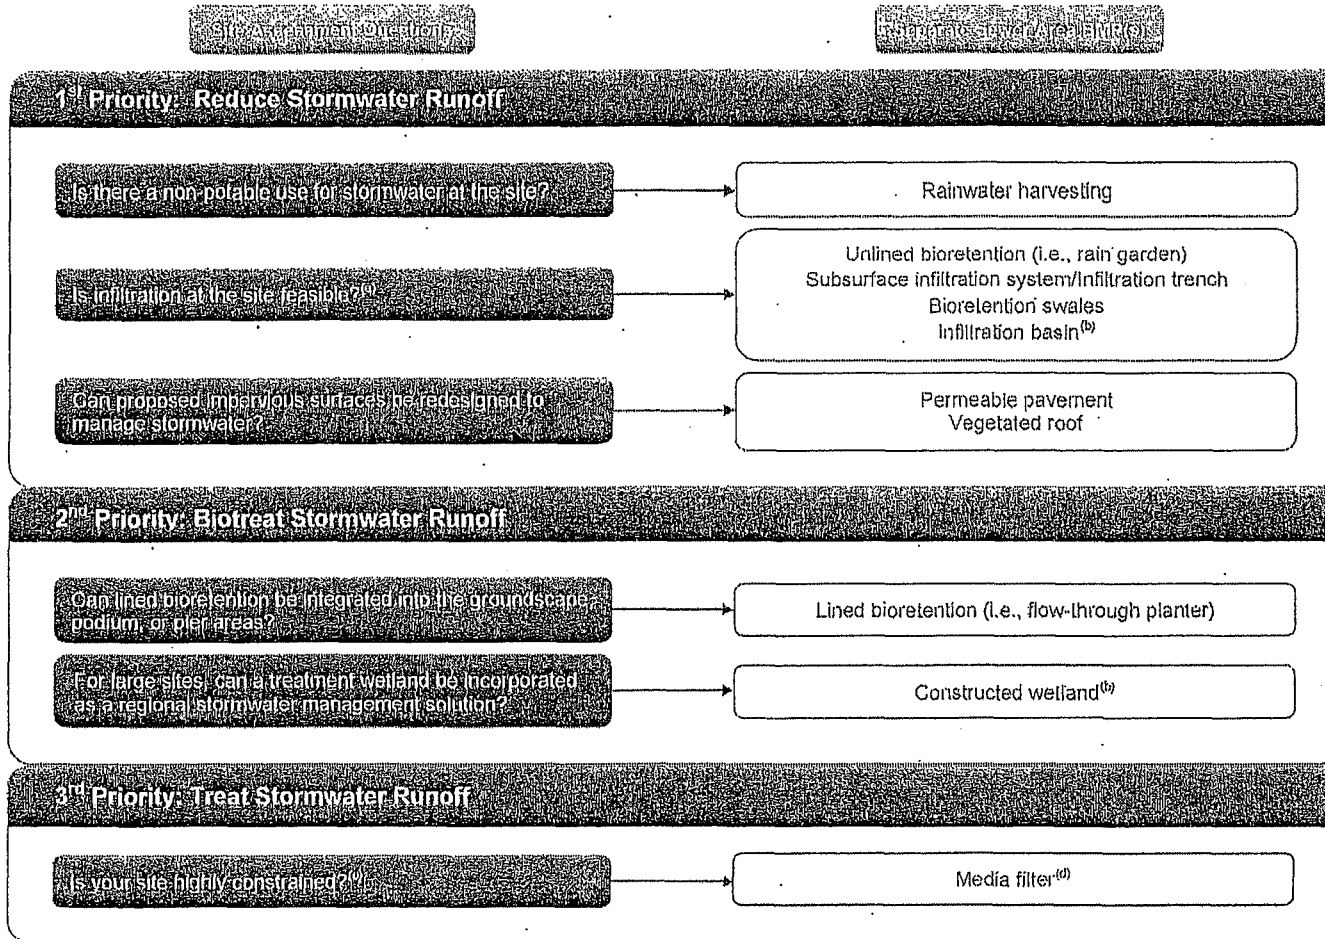 Site Assessment Questions
Separate Sewer Area BMP(s)
1st Priority: Reduce Stormwater Runoff
Is there a non-potable use for stormwater at the site?
Rainwater harvesting
Is infiltration at the site feasible?
Unlined bioretention (i.e., rain garden)
Subsurface infiltration system/Infiltration trench
Bioretention swales
Infiltration basin(b)
Can proposed impervious surfaces be redesigned to
manage stormwater?
Permeable pavement
Vegetated roof
2nd Priority: Biotreat Stormwater Runoff
Can lined bioretention be integrated into the groundscape,
podium, or pier areas?
Lined bioretention (i.e., flow-through planter)
For large sites, can a treatment wetland be incorporated
as a regional stormwater management solution?
Constructed wetland(b)
3rd Priority: Treat Stormwater Runoff
Is your site highly constrained?
Media filter(d)